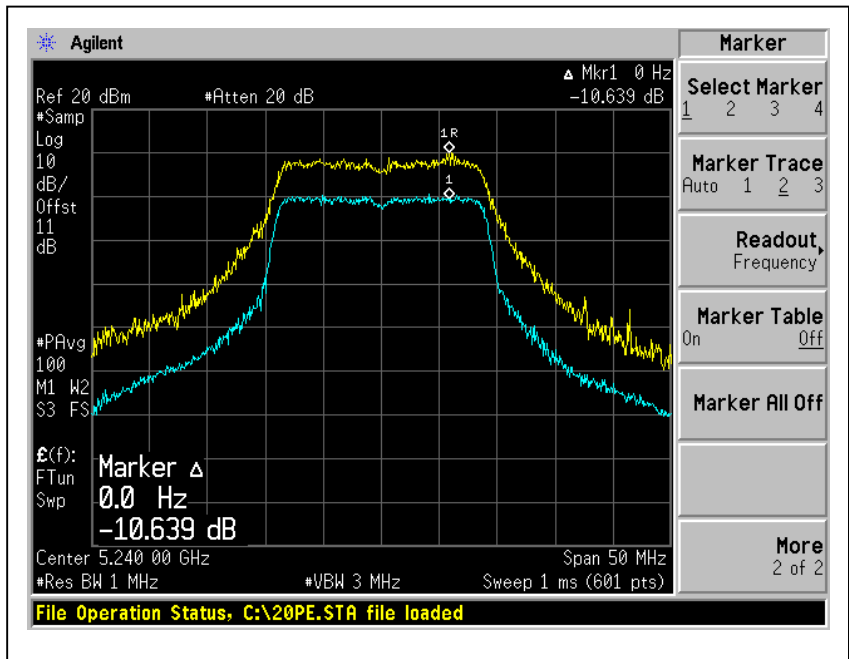 Agilent
Marker
Δ Mkr1 0 Hz
Ref 20 dBm #Atten 20 dB -10.639 dB
#Samp
Log
10
dB/
Offst
11
dB
1R
1
#PAvg
100
M1 W2
S3 FS
£(f):
FTun
Swp
Marker Δ
0.0 Hz
-10.639 dB
Center 5.240 00 GHz Span 50 MHz
#Res BW 1 MHz #VBW 3 MHz Sweep 1 ms (601 pts)
File Operation Status, C:\20PE.STA file loaded
Select Marker
1 2 3 4
Marker Trace
Auto 1 2 3
Readout
Frequency
Marker Table
On Off
Marker All Off
More
2 of 2